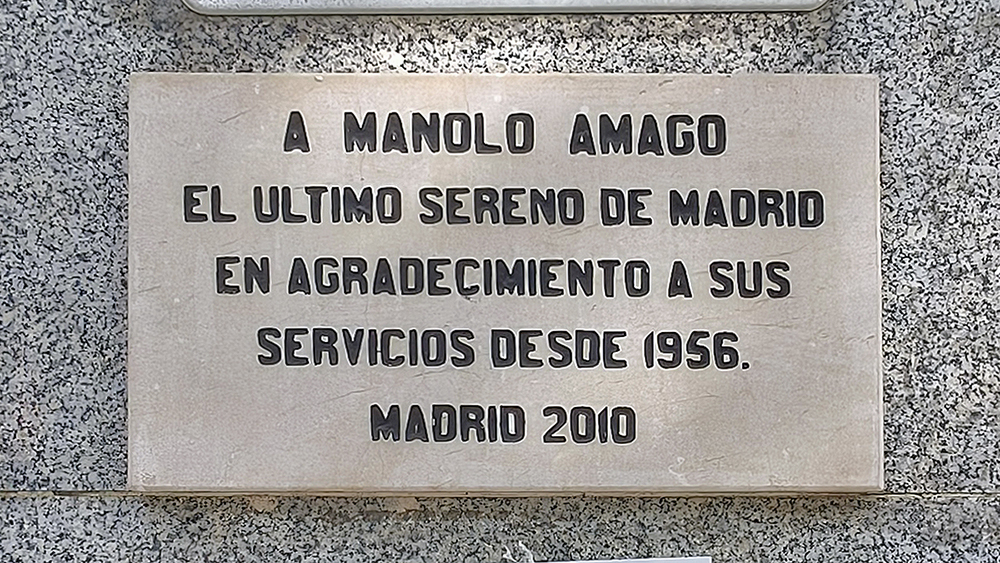 A MANOLO AMAGO
EL ULTIMO SERENO DE MADRID
EN AGRADECIMIENTO A SUS
SERVICIOS DESDE 1956.
MADRID 2010